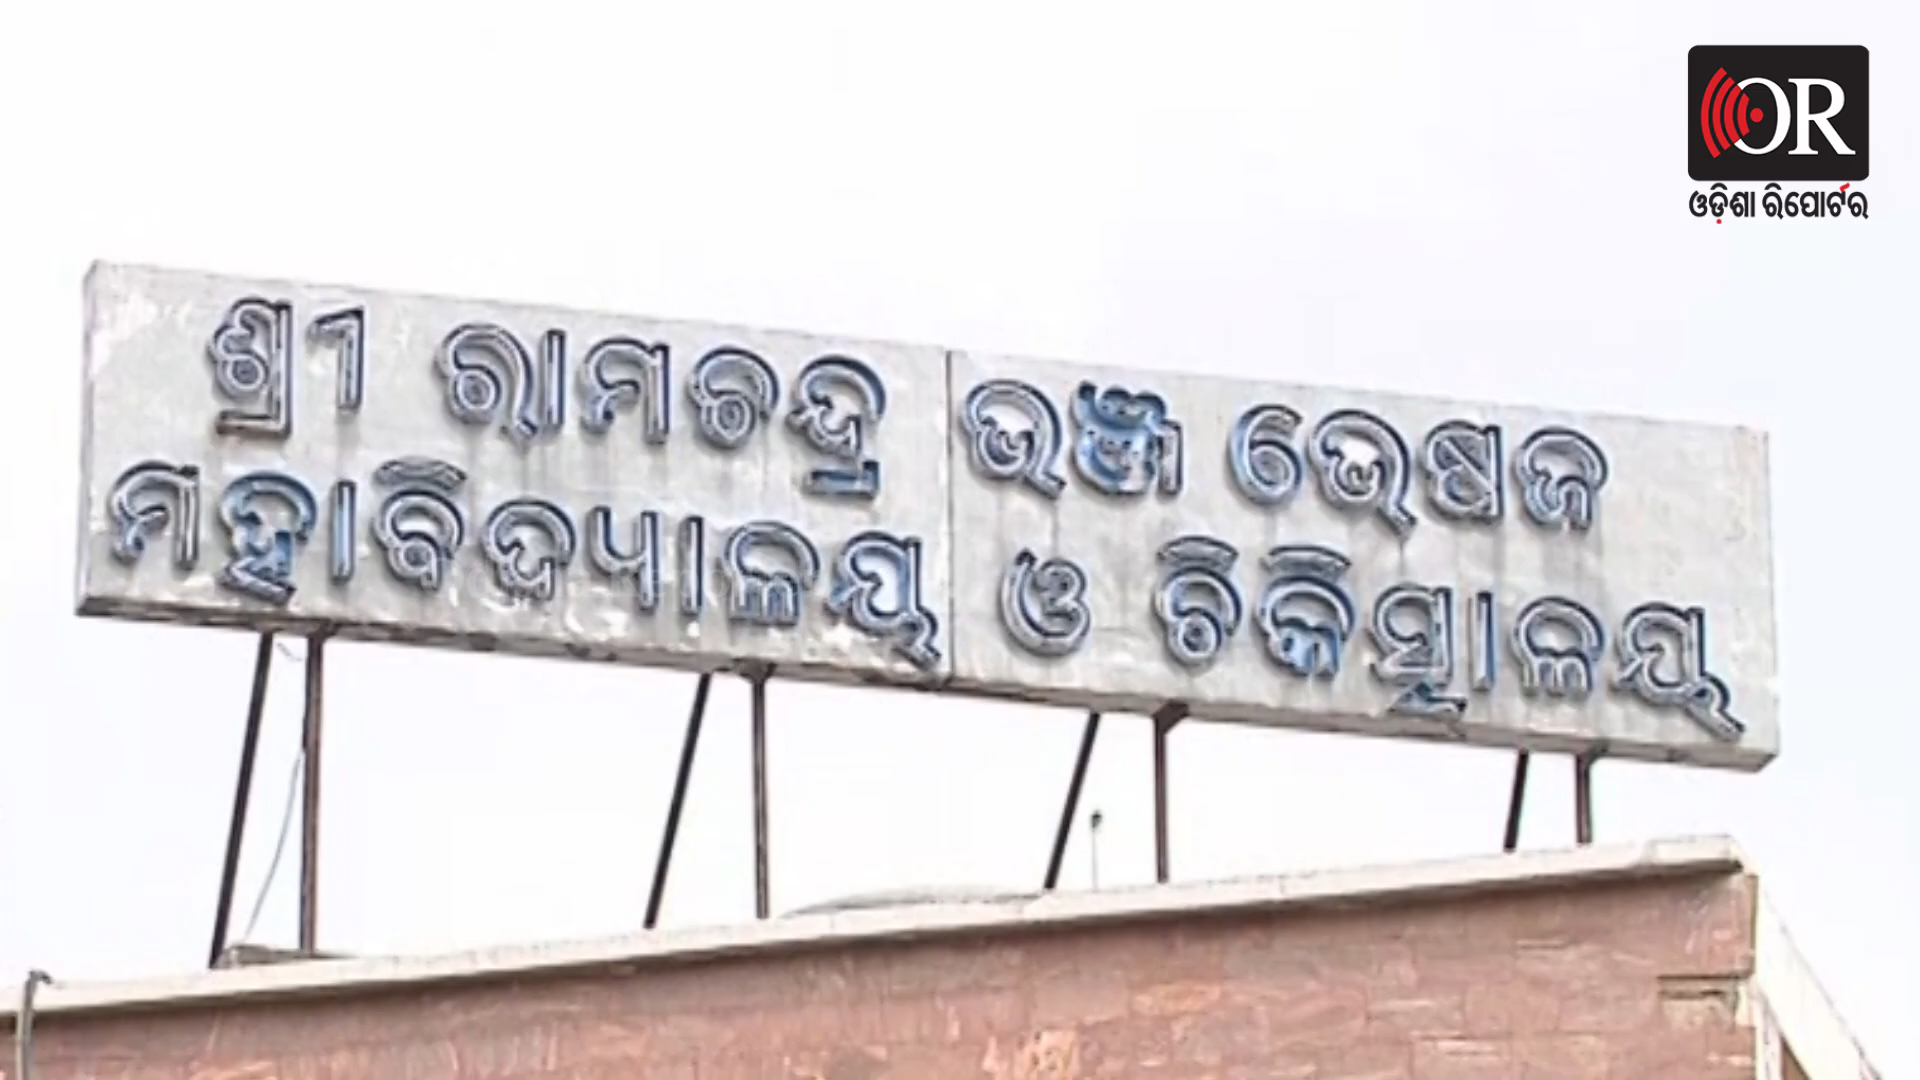 OR
ଓଡ଼ିଶା ରିପୋର୍ଟର
ଶ୍ରୀ ରାମଚନ୍ଦ୍ର ଭଞ୍ଜ ଭେଷଜ
ମହାବିଦ୍ୟାଳୟ ଓ ଚିକିତ୍ସାଳୟ